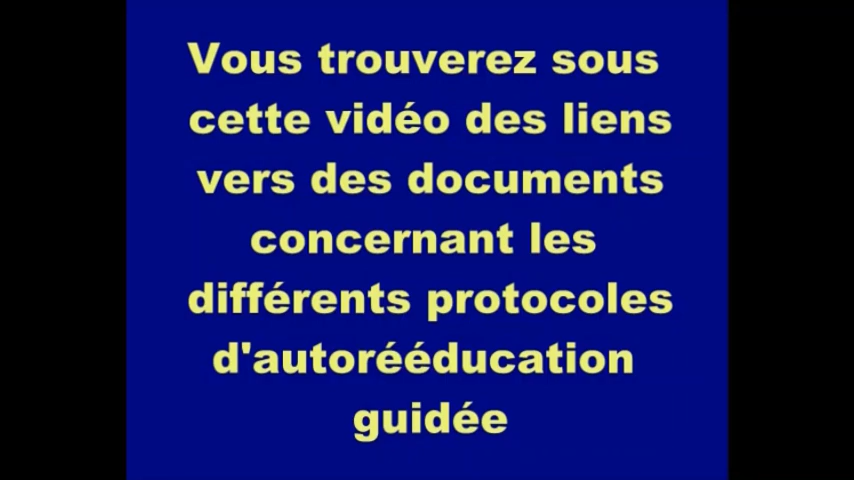 Vous trouverez sous
cette vidéo des liens
vers des documents
concernant les
différents protocoles
d'autorééducation
guidée